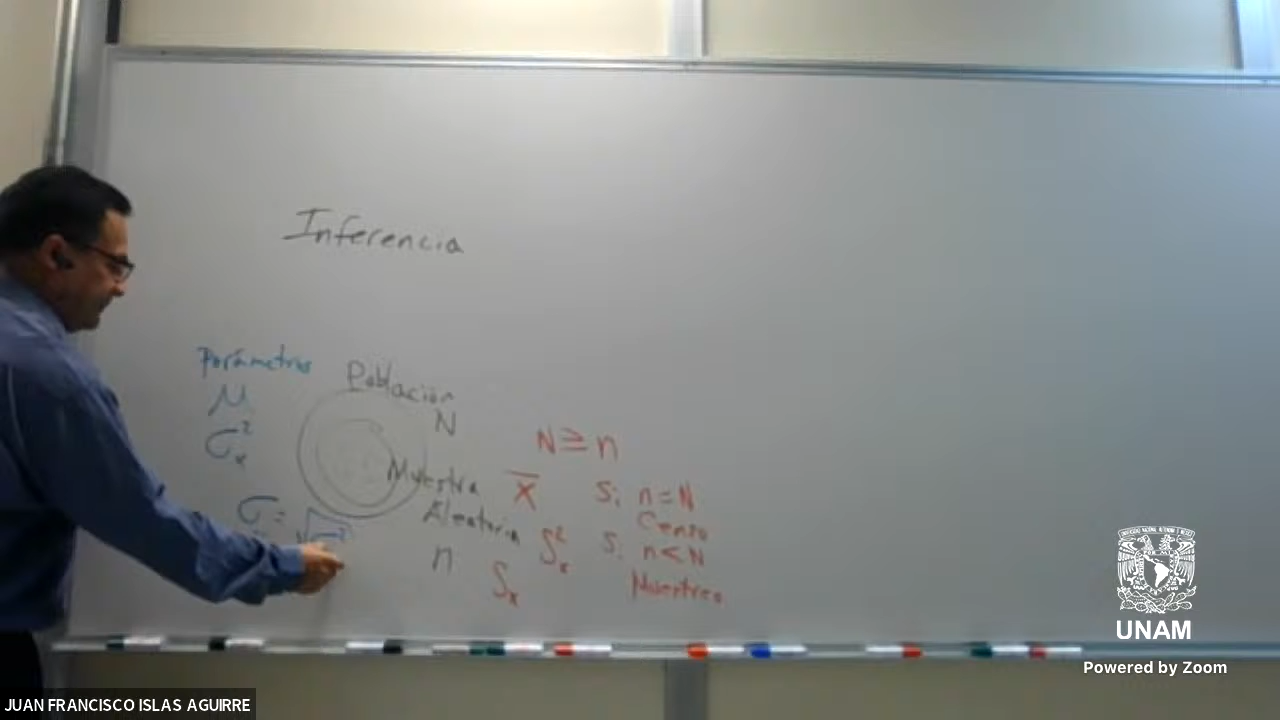 Inferencia
Parámetros
Población
μ
N
σ²ₓ
N ≥ n
Muestra
x̄
Si n = N
Aleatoria
Censo
σ = √σ²
S²ₓ
Si n < N
n
Sₓ
Muestreo
UNAM
Powered by Zoom
JUAN FRANCISCO ISLAS AGUIRRE